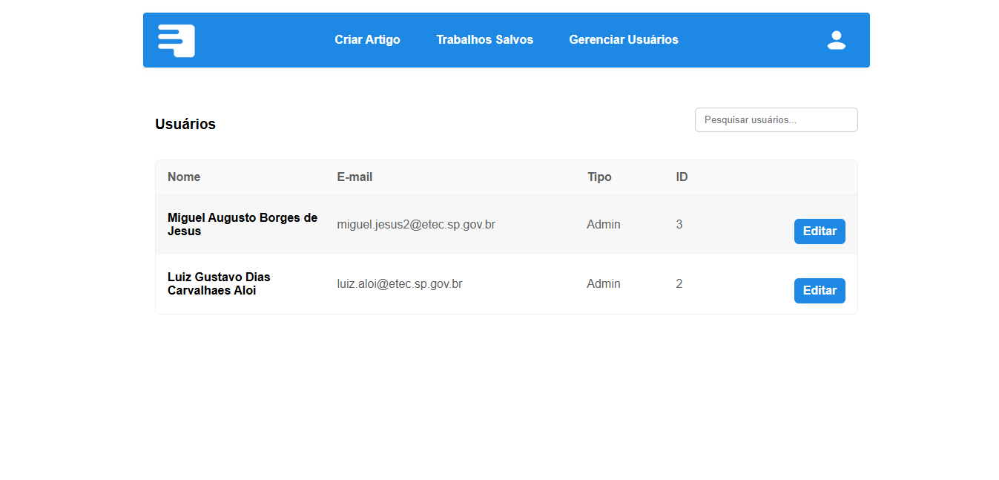 Criar Artigo Trabalhos Salvos Gerenciar Usuários
Usuários
Pesquisar usuários...
Nome E-mail Tipo ID
Miguel Augusto Borges de
Jesus
miguel.jesus2@etec.sp.gov.br Admin 3
Editar
Luiz Gustavo Dias
Carvalhaes Aloi
luiz.aloi@etec.sp.gov.br Admin 2
Editar